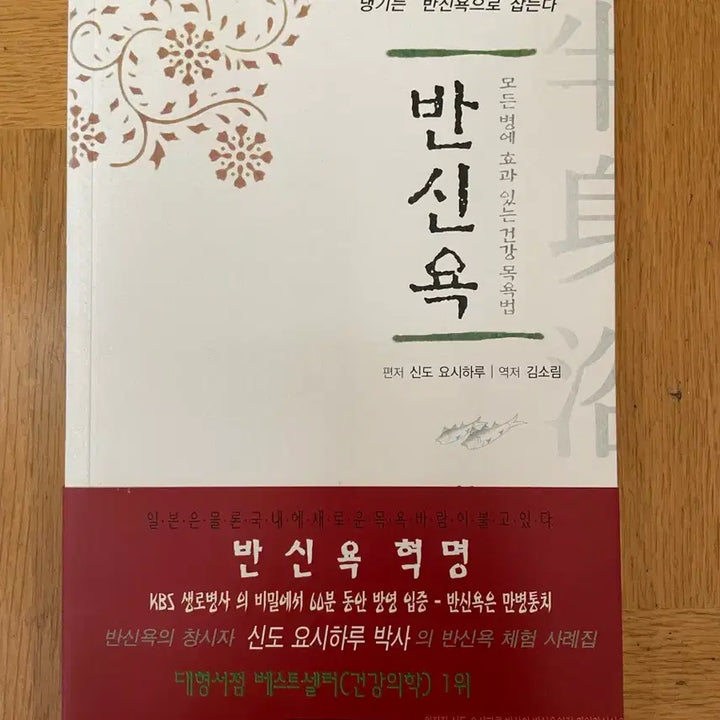 냉기는 반신욕으로 잡는다
반신욕
모든 병에 효과 있는 건강 목욕법
半身浴
편저 신도 요시하루 | 역저 김소림
일·본·은·물·론·국·내·에·새·로·운·목·욕·바·람·이·불·고·있·다
반신욕 혁명
KBS 생로병사 의 비밀에서 60분 동안 방영 입증 - 반신욕은 만병통치
반신욕의 창시자 신도 요시하루 박사 의 반신욕 체험 사례집
대형서점 베스트셀러(건강의학) 1위